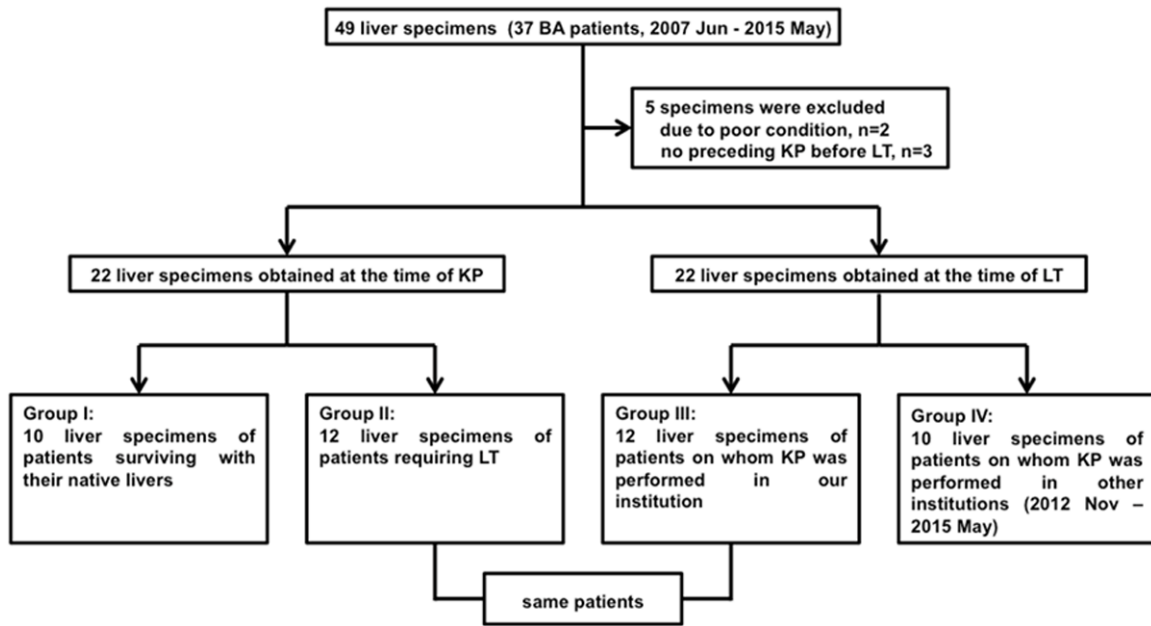 49 liver specimens (37 BA patients, 2007 Jun - 2015 May)
5 specimens were excluded
due to poor condition, n=2
no preceding KP before LT, n=3
22 liver specimens obtained at the time of KP
22 liver specimens obtained at the time of LT
Group I:
10 liver specimens of
patients surviving with
their native livers
Group II:
12 liver specimens of
patients requiring LT
Group III:
12 liver specimens of
patients on whom KP was
performed in our
institution
Group IV:
10 liver specimens of
patients on whom KP was
performed in other
institutions (2012 Nov –
2015 May)
same patients